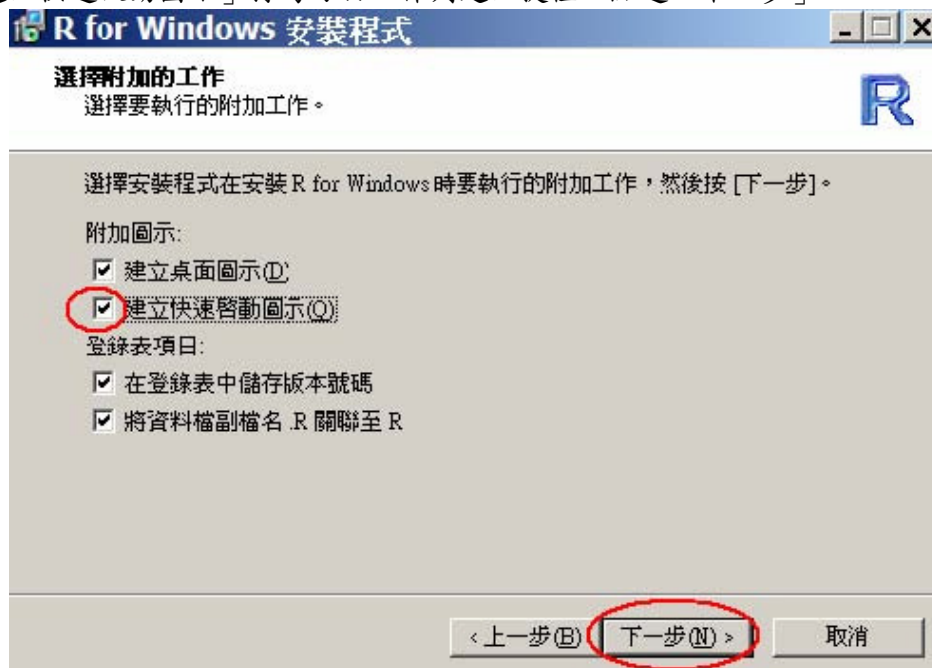 R for Windows 安裝程式
選擇附加的工作
選擇要執行的附加工作。
R
選擇安裝程式在安裝 R for Windows 時要執行的附加工作，然後按 [下一步]。
附加圖示:
建立桌面圖示(D)
建立快速啓動圖示(Q)
登錄表項目:
在登錄表中儲存版本號碼
將資料檔副檔名 .R 關聯至 R
<上一步(B) 下一步(N) > 取消